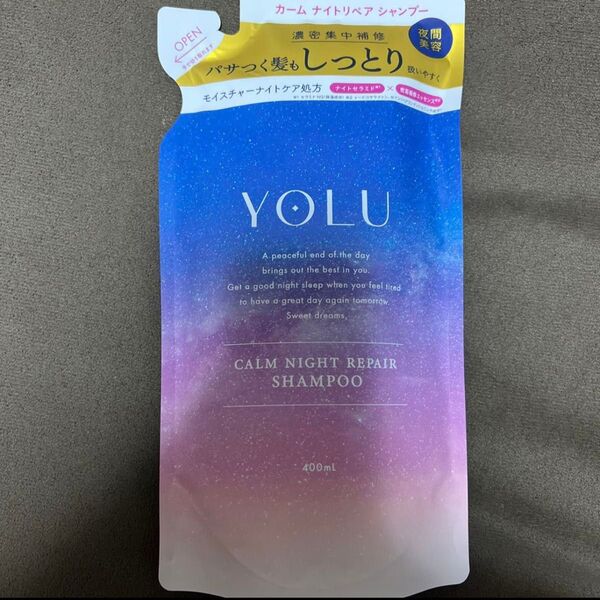 カーム ナイトリペア シャンプー
OPEN
濃密集中補修
夜間
美容
パサつく髪もしっとり扱いやすく
モイスチャーナイトケア処方
ナイトセラミド
×
YOLU
A peaceful end of the day
brings out the best in you.
Get a good night sleep when you feel tired
to have a great day again tomorrow.
Sweet dreams,
CALM NIGHT REPAIR
SHAMPOO
400mL